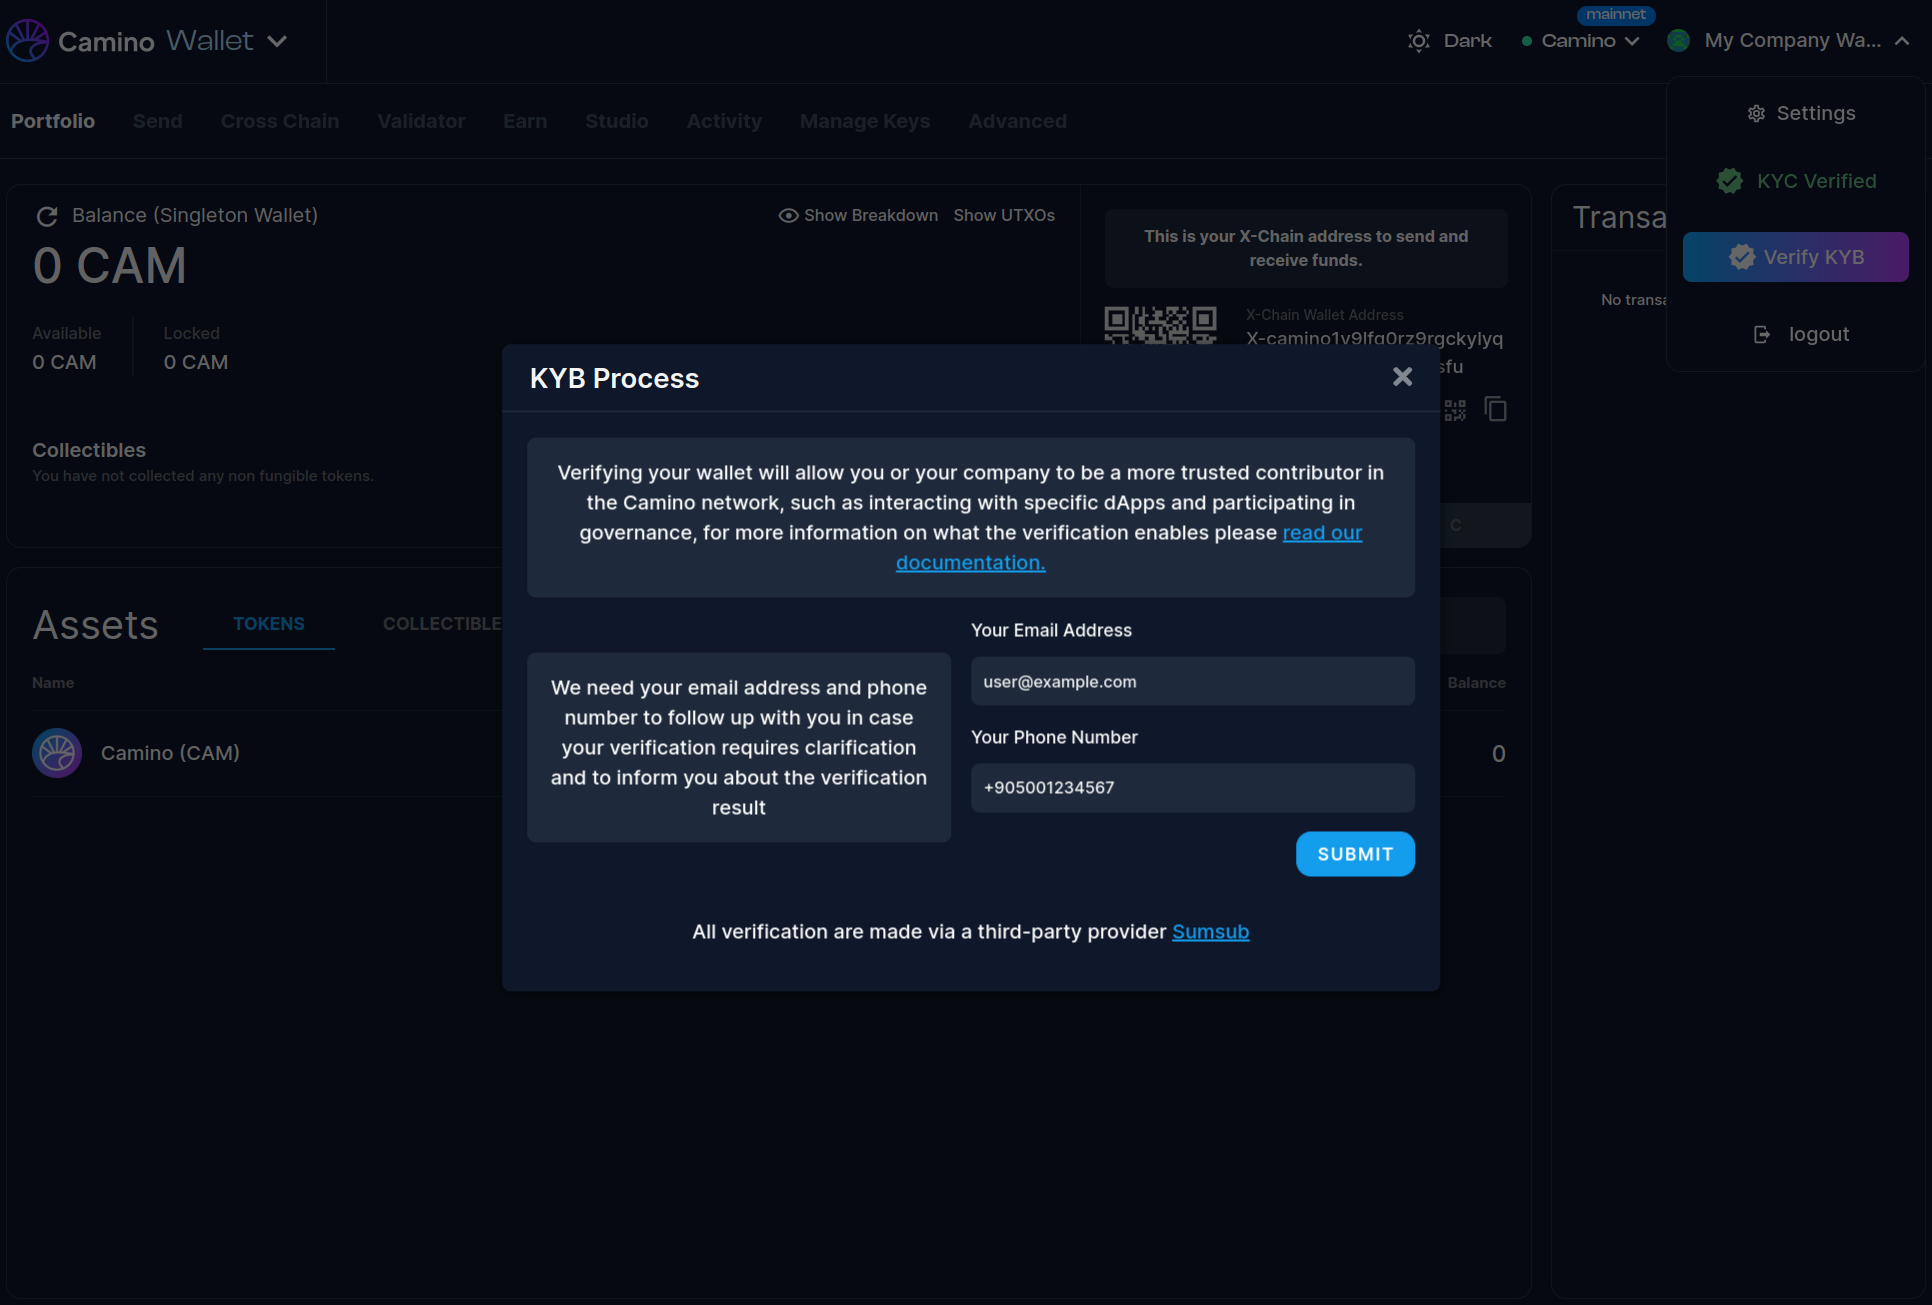 Camino Wallet
Dark
mainnet
Camino
My Company Wa...
Portfolio
Send
Cross Chain
Validator
Earn
Studio
Activity
Manage Keys
Advanced
Settings
KYC Verified
Verify KYB
logout
Balance (Singleton Wallet)
Show Breakdown
Show UTXOs
0 CAM
Available
0 CAM
Locked
0 CAM
Collectibles
You have not collected any non fungible tokens.
This is your X-Chain address to send and
receive funds.
X-Chain Wallet Address
X-camino1v9lfq0rz9rgckylyq
sfu
C
Transa
No transa
KYB Process
Verifying your wallet will allow you or your company to be a more trusted contributor in
the Camino network, such as interacting with specific dApps and participating in
governance, for more information on what the verification enables please read our
documentation.
We need your email address and phone
number to follow up with you in case
your verification requires clarification
and to inform you about the verification
result
Your Email Address
user@example.com
Your Phone Number
+905001234567
SUBMIT
All verification are made via a third-party provider Sumsub
Assets
TOKENS
COLLECTIBLE
Name
Balance
Camino (CAM)
0